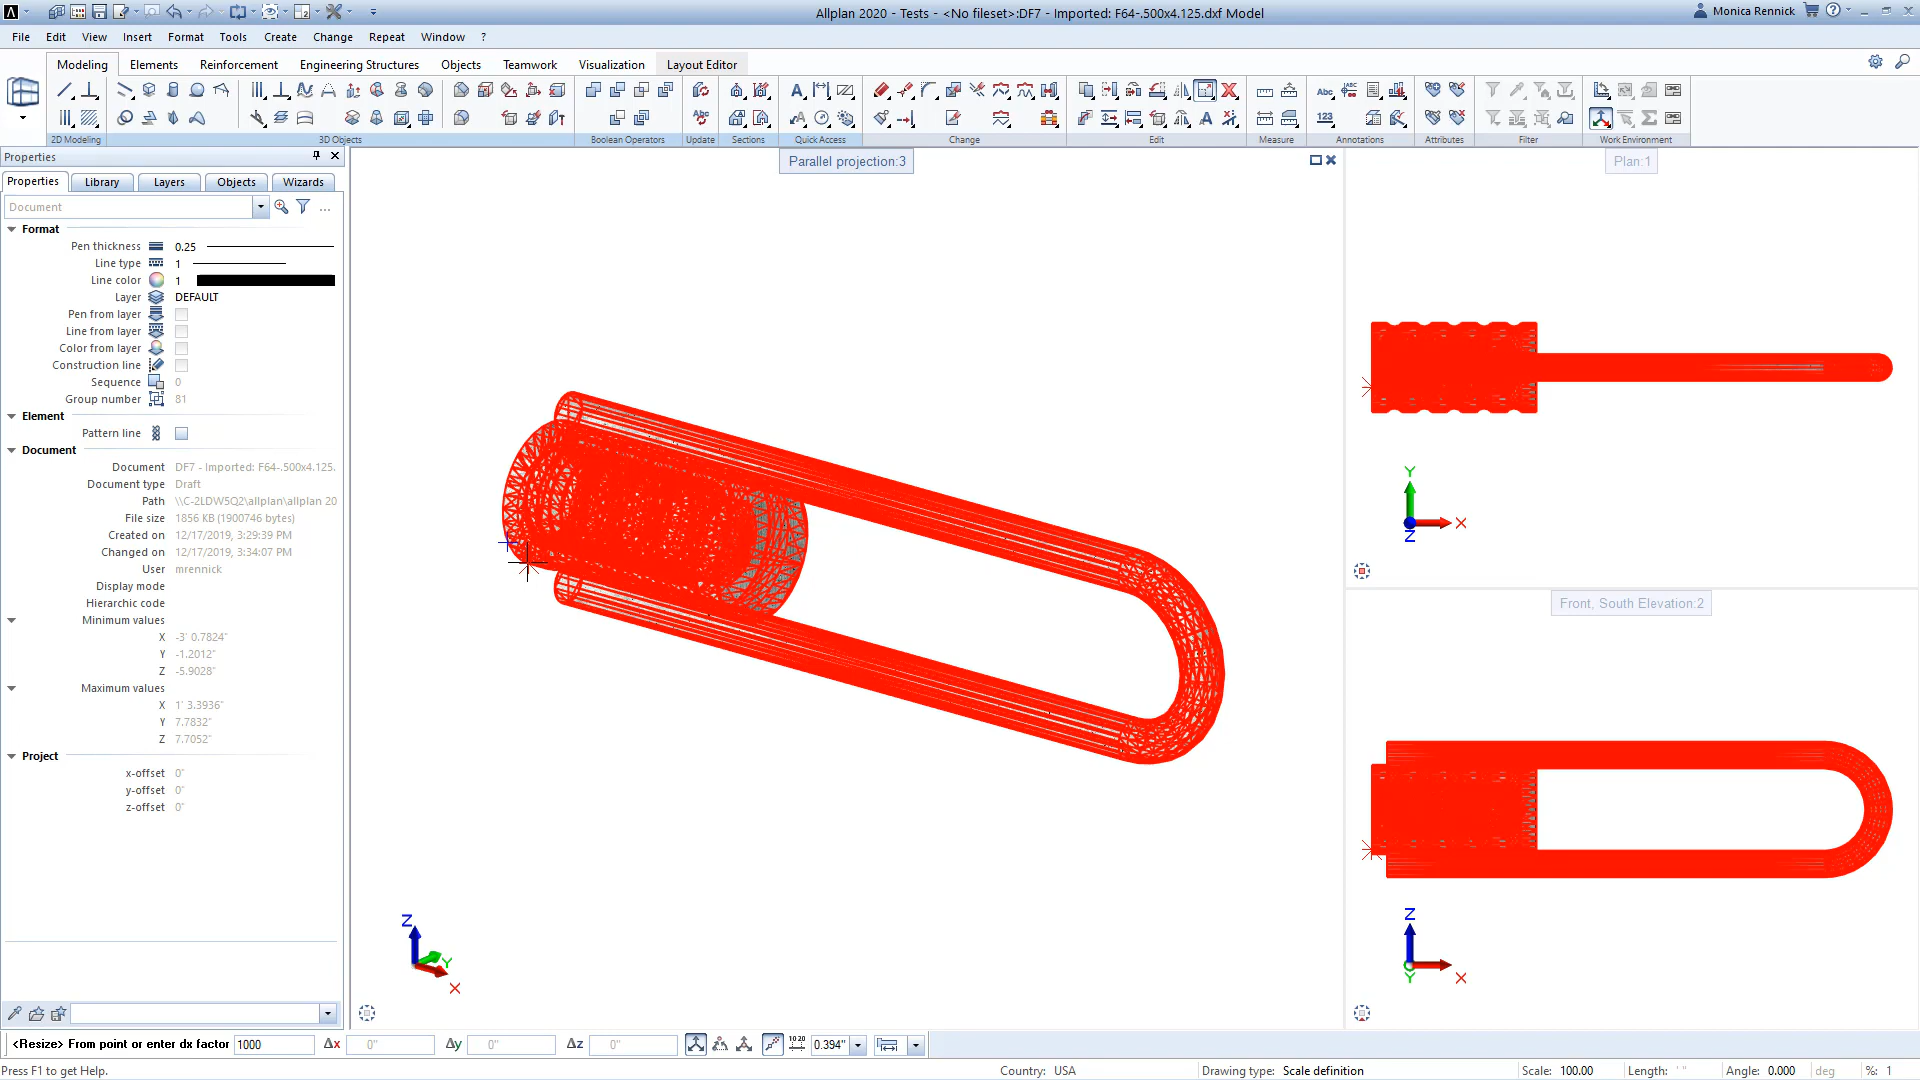 Allplan 2020 - Tests - <No fileset>:DF7 - Imported: F64-.500x4.125.dxf Model
Monica Rennick
File Edit View Insert Format Tools Create Change Repeat Window ?
Modeling Elements Reinforcement Engineering Structures Objects Teamwork Visualization Layout Editor
2D Modeling 3D Objects Boolean Operators Update Sections Quick Access Change Edit Measure Annotations Attributes Filter Work Environment
Properties
Properties Library Layers Objects Wizards
Document
Format
Pen thickness 0.25
Line type 1
Line color 1
Layer DEFAULT
Pen from layer
Line from layer
Color from layer
Construction line
Sequence 0
Group number 81
Element
Pattern line
Document
Document DF7 - Imported: F64-.500x4.125.
Document type Draft
Path \\C-2LDW5Q2\allplan\allplan 20
File size 1856 KB (1900746 bytes)
Created on 12/17/2019, 3:29:39 PM
Changed on 12/17/2019, 3:34:07 PM
User mrennick
Display mode
Hierarchic code
Minimum values
X -3' 0.7824"
Y -1.2012"
Z -5.9028"
Maximum values
X 1' 3.3936"
Y 7.7832"
Z 7.7052"
Project
x-offset 0"
y-offset 0"
z-offset 0"
Parallel projection:3
Z
Y
X
Plan:1
Y
X
Z
Front, South Elevation:2
Z
X
Y
<Resize> From point or enter dx factor 1000 Δx 0" Δy 0" Δz 0" 0.394"
Press F1 to get Help.
Country: USA Drawing type: Scale definition Scale: 100.00 Length: ' " Angle: 0.000 deg %: 1